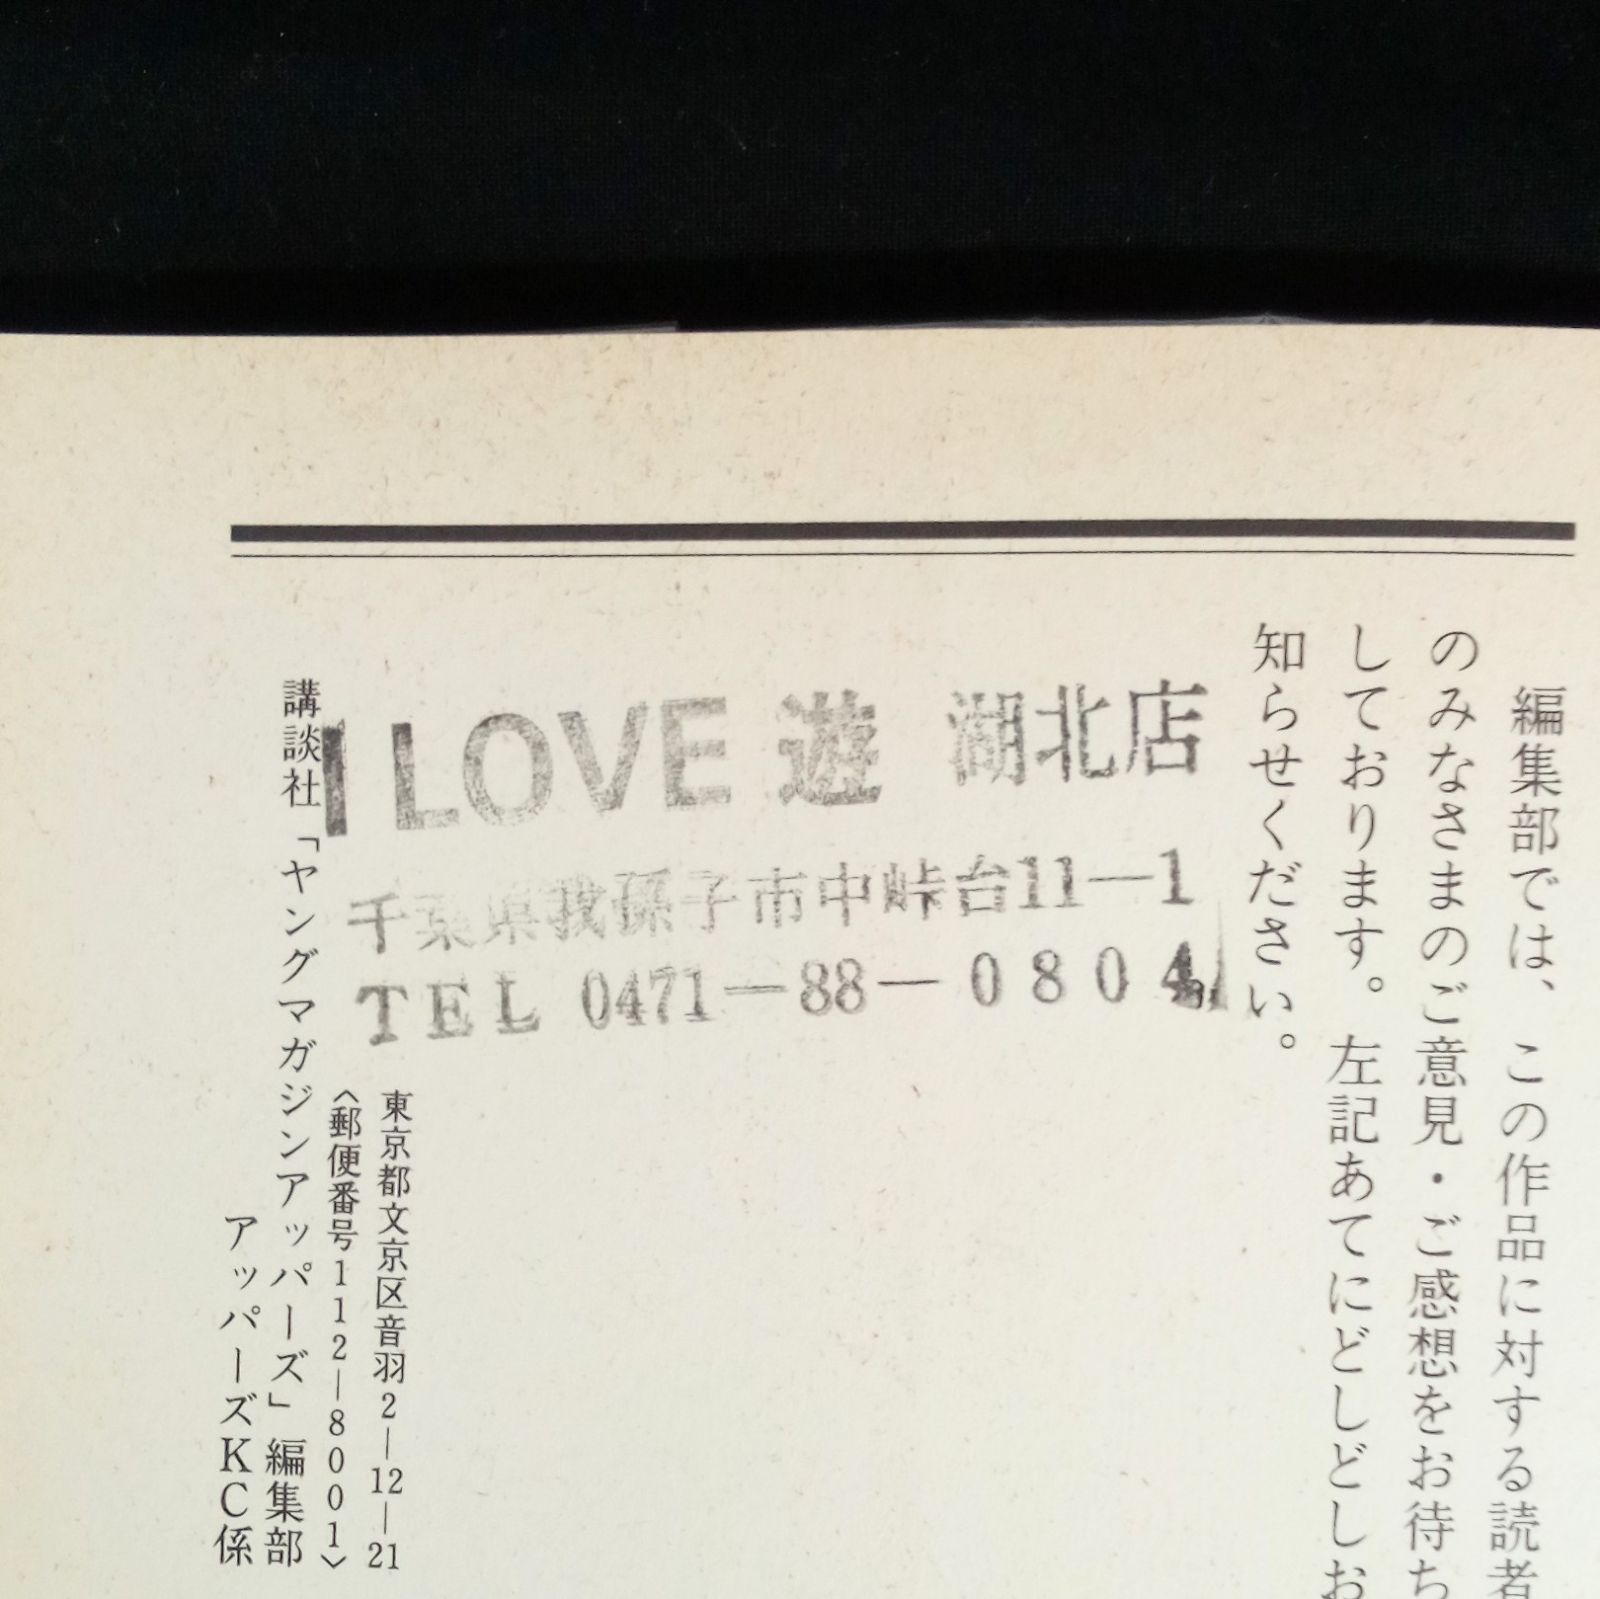 編集部では、この作品に対する読者
のみなさまのご意見・ご感想をお待ち
しております。左記あてにどしどしお
知らせください。
I LOVE 遊 湖北店
千葉県我孫子市中峠台11―1
TEL 0471―88―0804
東京都文京区音羽2―12―21
〈郵便番号112―8001〉
講談社「ヤングマガジンアッパーズ」編集部
アッパーズKC係